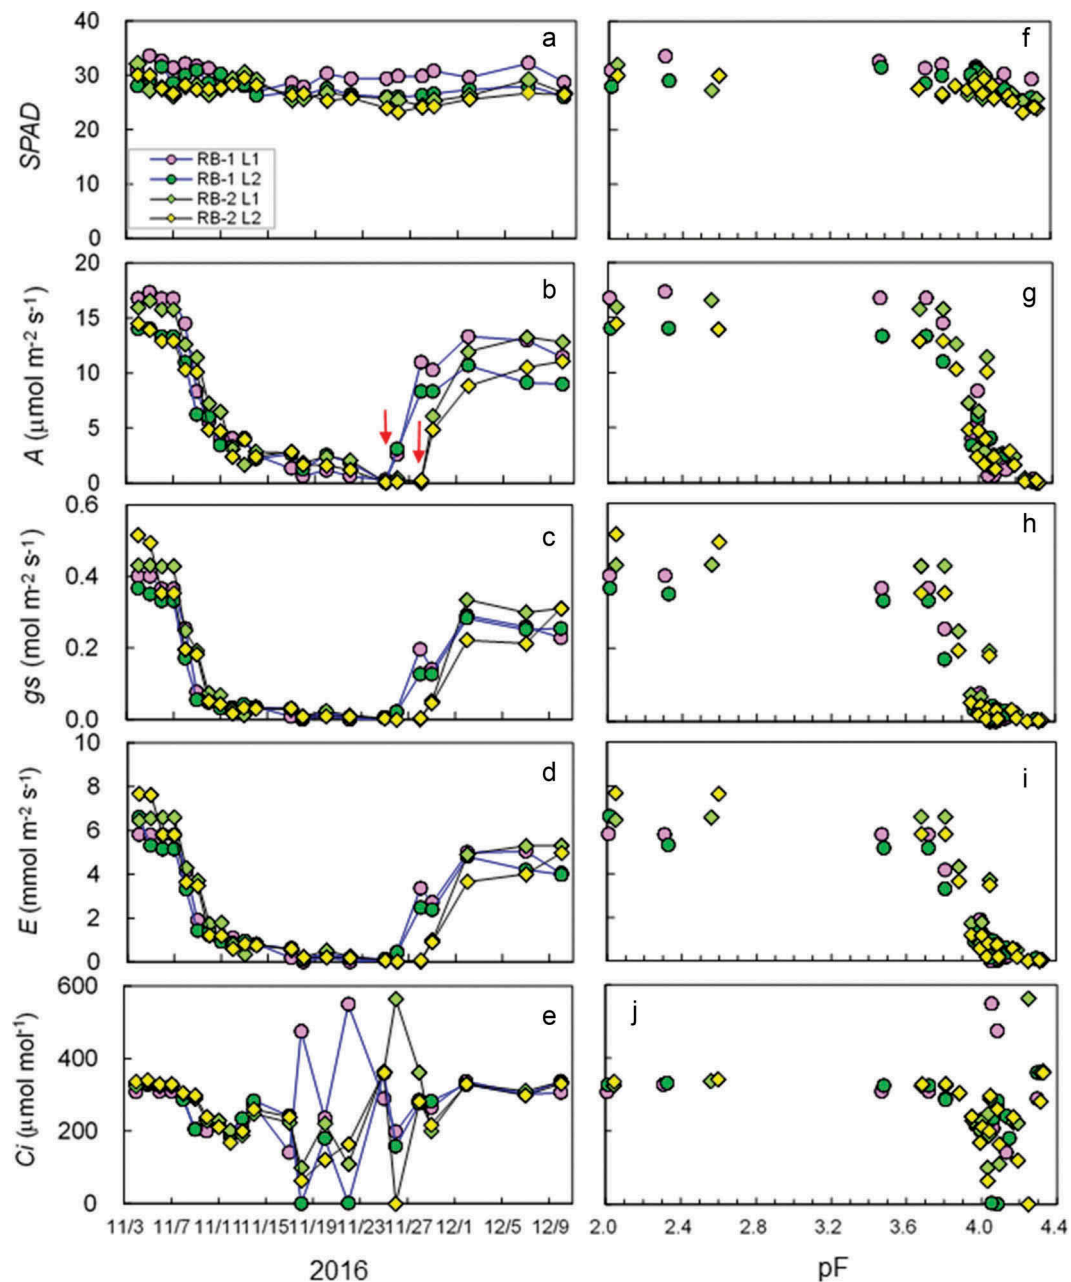 40
30
20
10
0
SPAD
a
RB-1 L1
RB-1 L2
RB-2 L1
RB-2 L2
f
20
15
10
5
0
A (μmol m-2 s-1)
b
g
0.6
0.4
0.2
0.0
gs (mol m-2 s-1)
c
h
10
8
6
4
2
0
E (mmol m-2 s-1)
d
i
600
400
200
0
Ci (μmol mol-1)
e
j
11/3 11/7 11/11 11/15 11/19 11/23 11/27 12/1 12/5 12/9
2.0 2.4 2.8 3.2 3.6 4.0 4.4
2016
pF